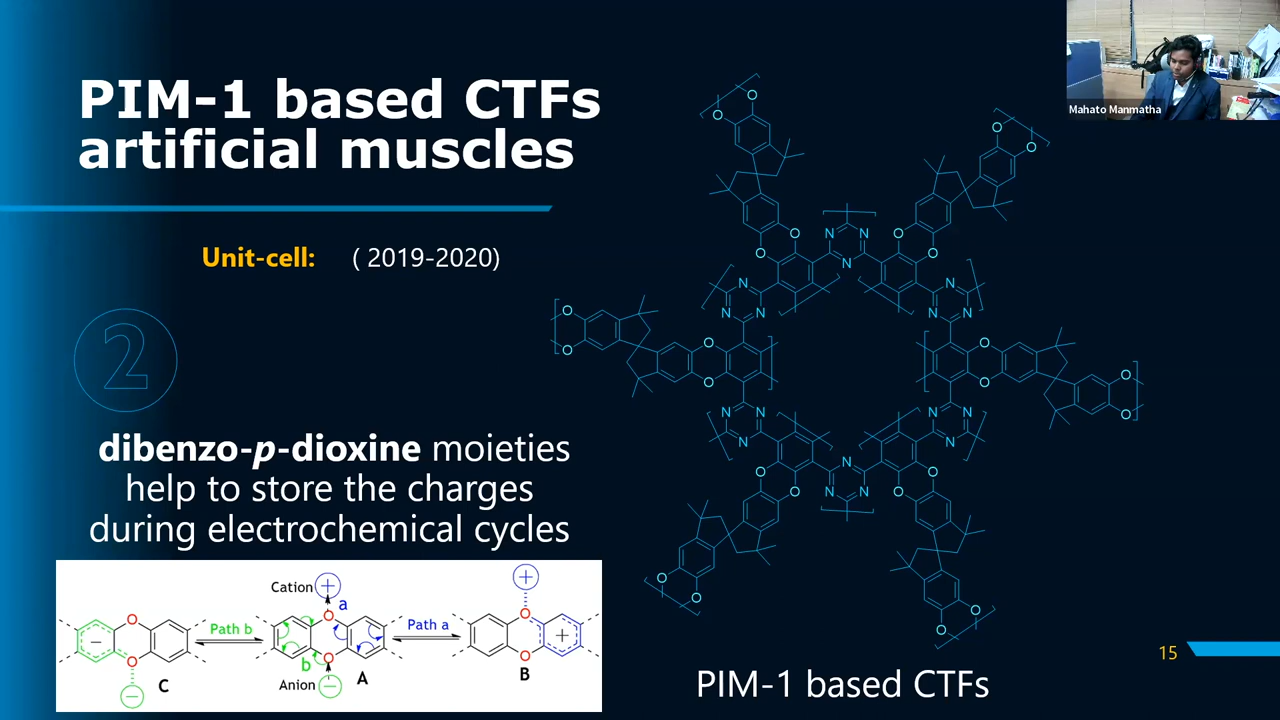 PIM-1 based CTFs
artificial muscles
Unit-cell: ( 2019-2020)
2
dibenzo-p-dioxine moieties
help to store the charges
during electrochemical cycles
Cation +
a
O O O
Path b Path a
- +
O O O
b
Anion -
C A B
- +
PIM-1 based CTFs
15
Mahato Manmatha
O O O O
O O N N O O
O N O
N N
N N N N
O O O O
O O O O
N N N N
N N
O N O
O N N O
O O O O